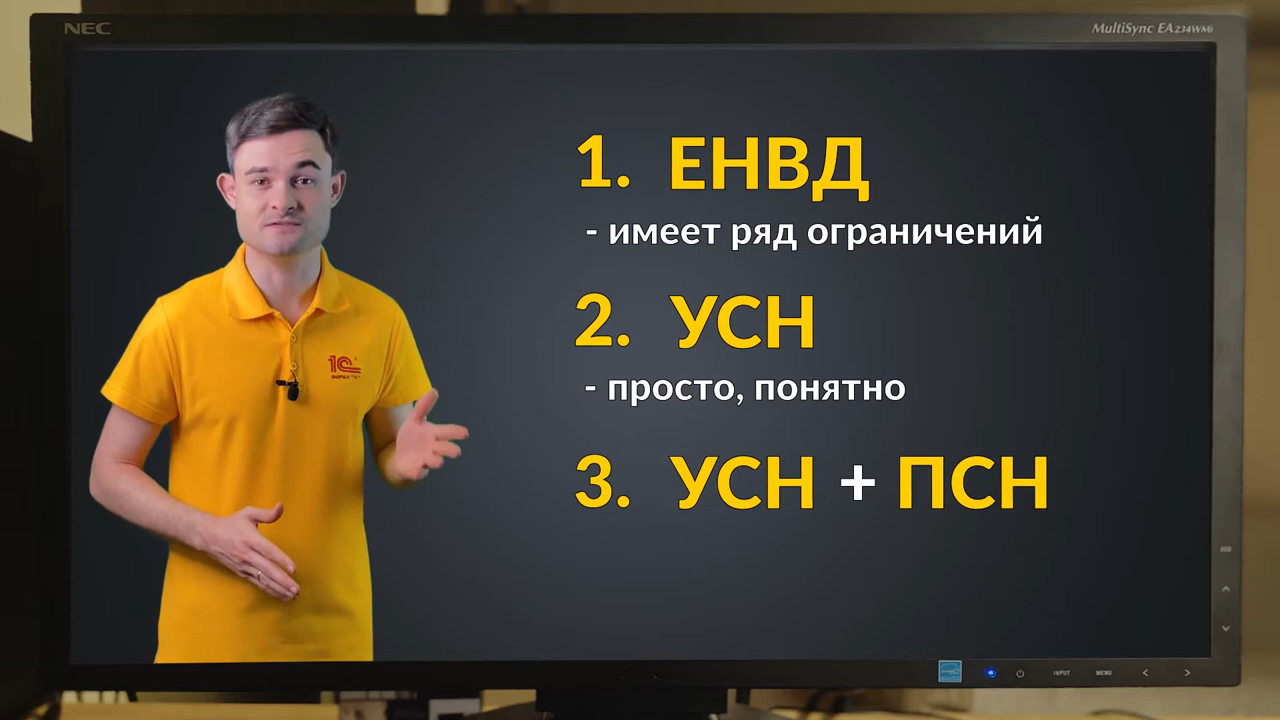 NEC
MultiSync EA234WMi
1. ЕНВД
- имеет ряд ограничений
2. УСН
- просто, понятно
3. УСН + ПСН
1С
INPUT
MENU